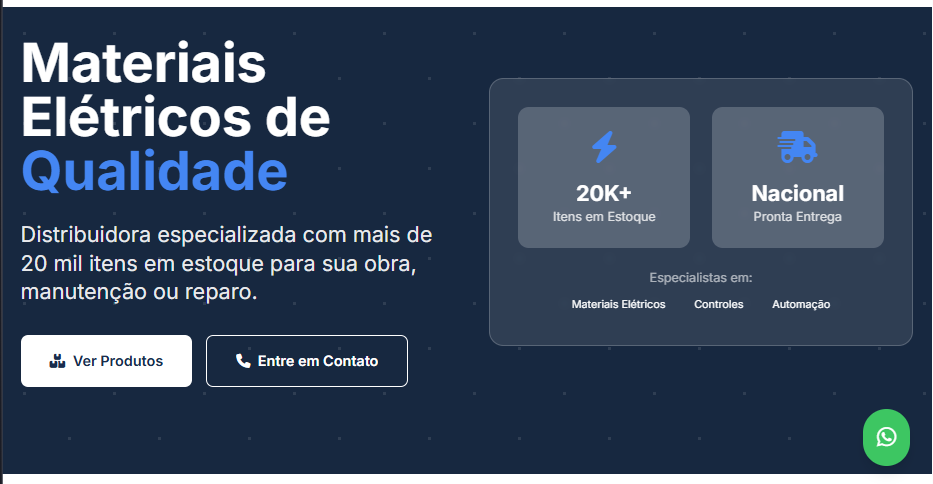 Materiais
Elétricos de
Qualidade
Distribuidora especializada com mais de
20 mil itens em estoque para sua obra,
manutenção ou reparo.
Ver Produtos
Entre em Contato
20K+
Itens em Estoque
Nacional
Pronta Entrega
Especialistas em:
Materiais Elétricos Controles Automação